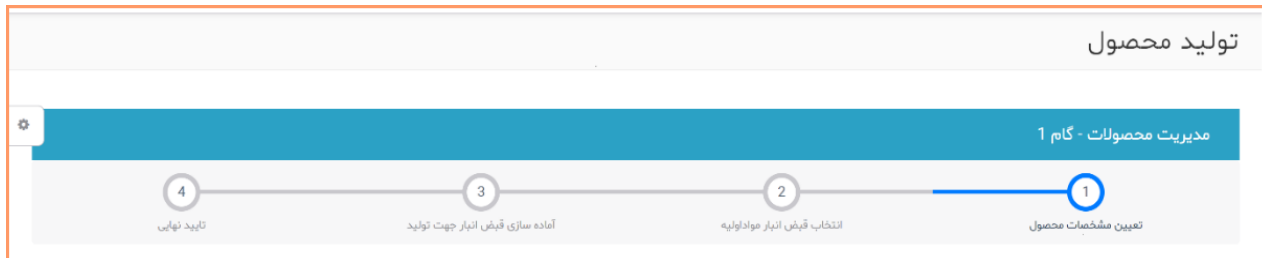 تولید محصول
مدیریت محصولات - گام 1
1
2
3
4
تعیین مشخصات محصول
انتخاب قبض انبار مواداولیه
آماده سازی قبض انبار جهت تولید
تایید نهایی